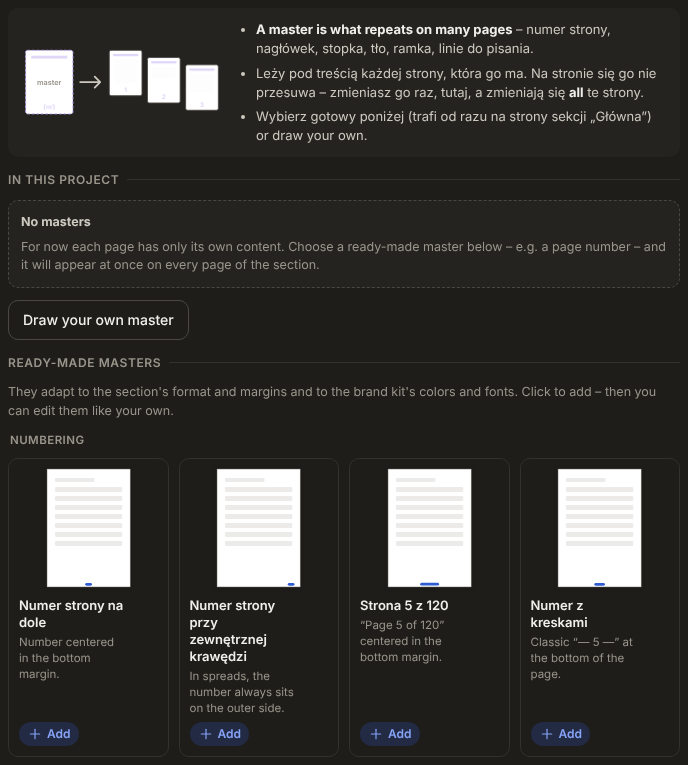 master
{nr}
1
2
3
A master is what repeats on many pages – numer strony,
nagłówek, stopka, tło, ramka, linie do pisania.
Leży pod treścią każdej strony, która go ma. Na stronie się go nie
przesuwa – zmieniasz go raz, tutaj, a zmieniają się all te strony.
Wybierz gotowy poniżej (trafi od razu na strony sekcji „Główna”)
or draw your own.
IN THIS PROJECT
No masters
For now each page has only its own content. Choose a ready-made master below – e.g. a page number – and
it will appear at once on every page of the section.
Draw your own master
READY-MADE MASTERS
They adapt to the section's format and margins and to the brand kit's colors and fonts. Click to add – then you
can edit them like your own.
NUMBERING
Numer strony na
dole
Number centered
in the bottom
margin.
+ Add
Numer strony
przy
zewnętrznej
krawędzi
In spreads, the
number always sits
on the outer side.
+ Add
Strona 5 z 120
“Page 5 of 120”
centered in the
bottom margin.
+ Add
Numer z
kreskami
Classic “— 5 —” at
the bottom of the
page.
+ Add